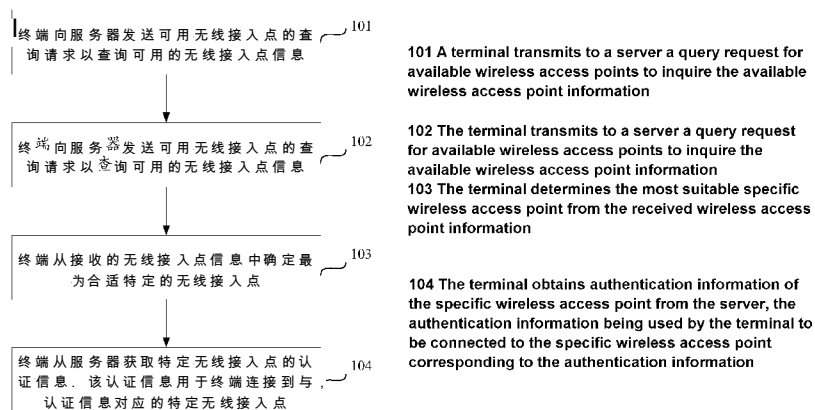 终端向服务器发送可用无线接入点的查
询请求以查询可用的无线接入点信息
101
终端向服务器发送可用无线接入点的查
询请求以查询可用的无线接入点信息
102
终端从接收的无线接入点信息中确定最
为合适特定的无线接入点
103
终端从服务器获取特定无线接入点的认
证信息．该认证信息用于终端连接到与，
认证信息对应的特定无线接入点
104
101 A terminal transmits to a server a query request for
available wireless access points to inquire the available
wireless access point information
102 The terminal transmits to a server a query request
for available wireless access points to inquire the
available wireless access point information
103 The terminal determines the most suitable specific
wireless access point from the received wireless access
point information
104 The terminal obtains authentication information of
the specific wireless access point from the server, the
authentication information being used by the terminal to
be connected to the specific wireless access point
corresponding to the authentication information